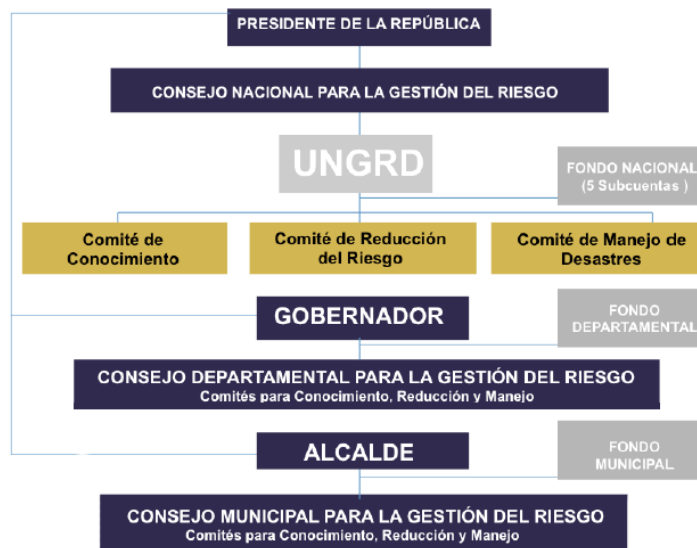 PRESIDENTE DE LA REPÚBLICA
CONSEJO NACIONAL PARA LA GESTIÓN DEL RIESGO
UNGRD
FONDO NACIONAL
(5 Subcuentas )
Comité de
Conocimiento
Comité de Reducción
del Riesgo
Comité de Manejo de
Desastres
GOBERNADOR
FONDO
DEPARTAMENTAL
CONSEJO DEPARTAMENTAL PARA LA GESTIÓN DEL RIESGO
Comités para Conocimiento, Reducción y Manejo
ALCALDE
FONDO
MUNICIPAL
CONSEJO MUNICIPAL PARA LA GESTIÓN DEL RIESGO
Comités para Conocimiento, Reducción y Manejo